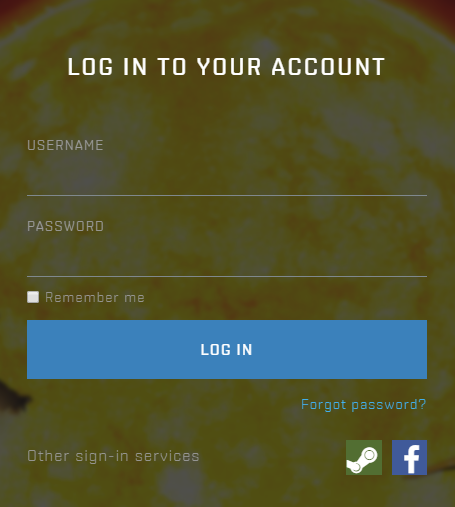 LOG IN TO YOUR ACCOUNT
USERNAME
PASSWORD
Remember me
LOG IN
Forgot password?
Other sign-in services